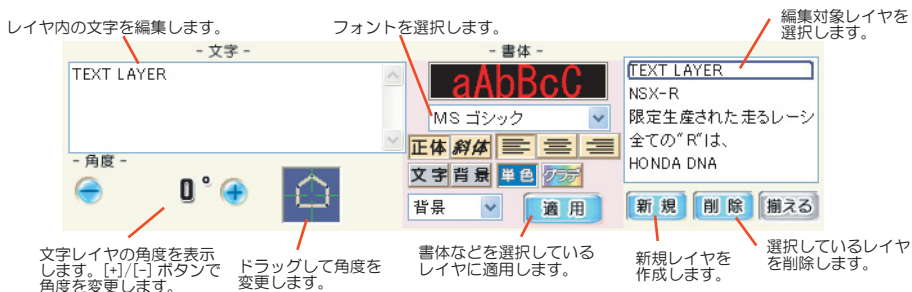 レイヤ内の文字を編集します。
フォントを選択します。
編集対象レイヤを
選択します。
- 文字 -
TEXT LAYER
- 角度 -
0°
- 書体 -
aAbBcC
MS ゴシック
正体 斜体
文字 背景 単色 グラデ
背景
適用
TEXT LAYER
NSX-R
限定生産された走るレーシ
全ての"R"は、
HONDA DNA
新規 削除 揃える
文字レイヤの角度を表示
します。[+]/[-] ボタンで
角度を変更します。
ドラッグして角度を
変更します。
書体などを選択している
レイヤに適用します。
新規レイヤを
作成します。
選択しているレイヤ
を削除します。